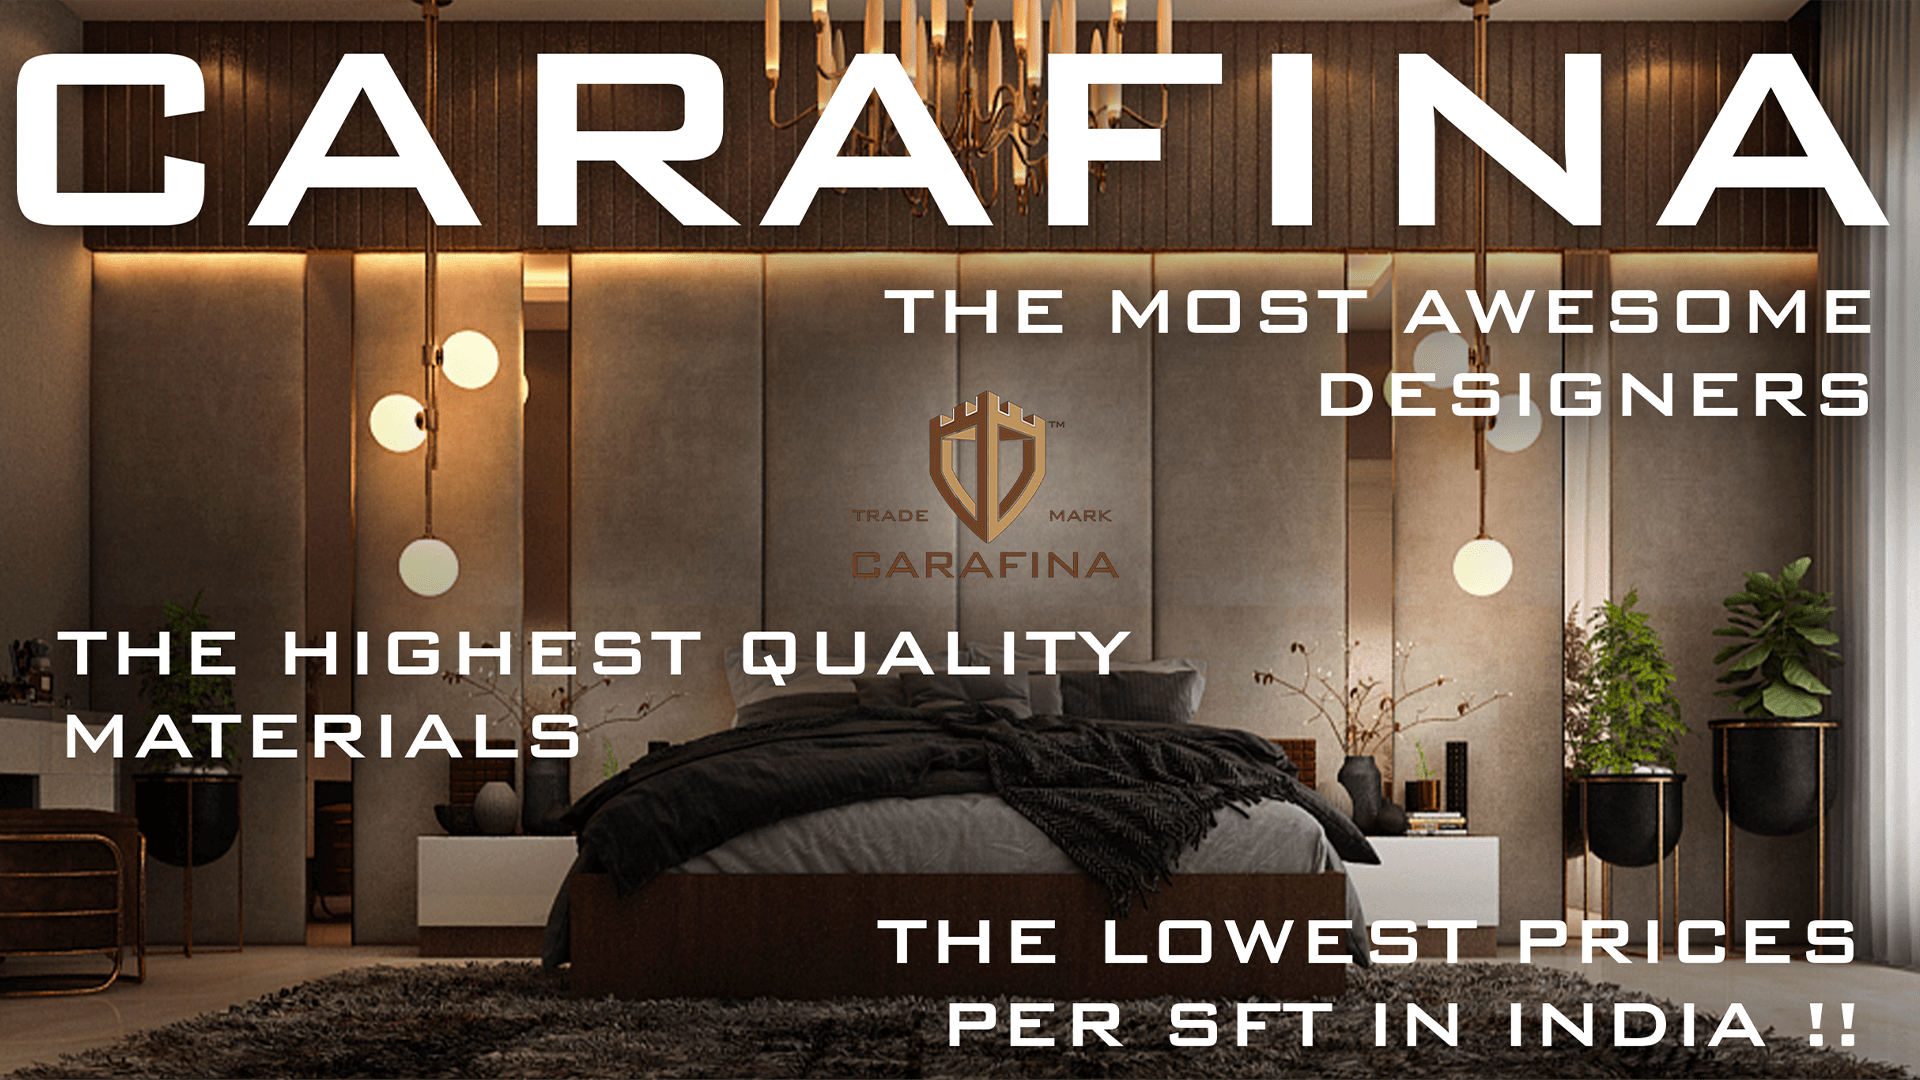 CARAFINA
THE MOST AWESOME
DESIGNERS
TM
TRADE MARK
CARAFINA
THE HIGHEST QUALITY
MATERIALS
THE LOWEST PRICES
PER SFT IN INDIA !!